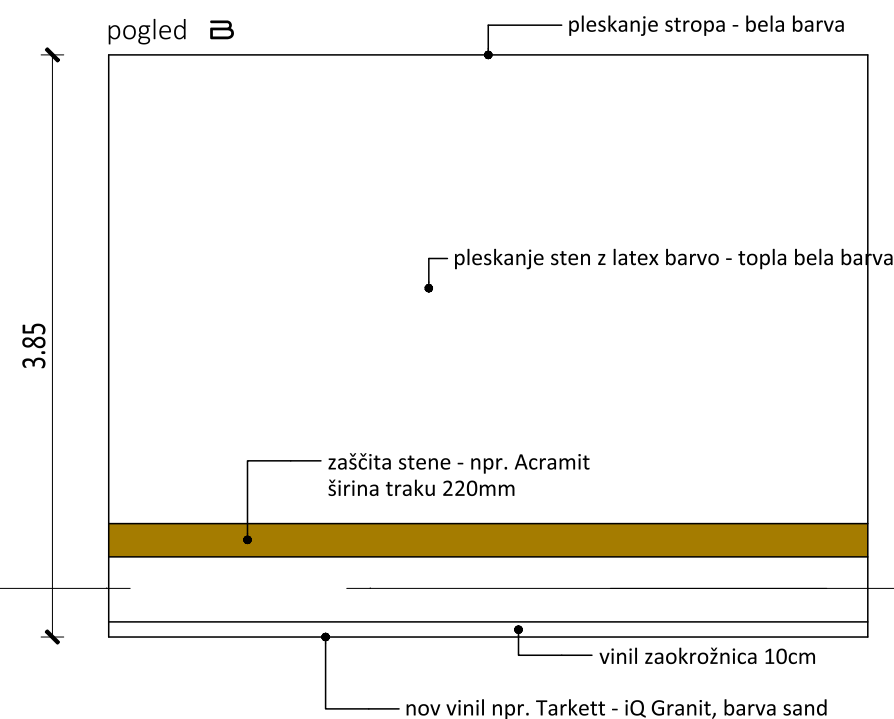 pogled B
pleskanje stropa - bela barva
pleskanje sten z latex barvo - topla bela barva
3.85
zaščita stene - npr. Acramit
širina traku 220mm
vinil zaokrožnica 10cm
nov vinil npr. Tarkett - iQ Granit, barva sand